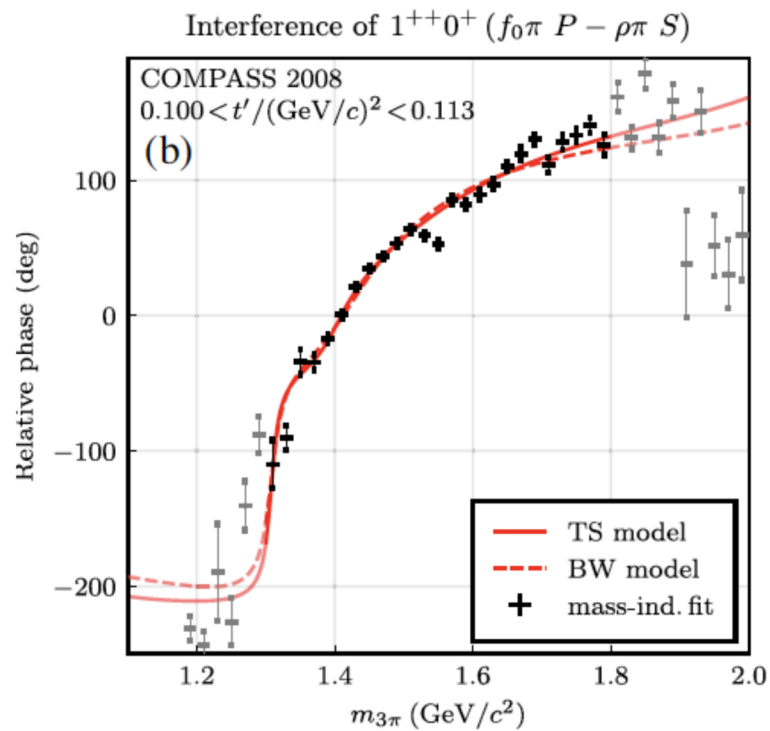 Interference of 1⁺⁺0⁺ (f₀π P − ρπ S)
COMPASS 2008
0.100<t′/(GeV/c)²<0.113
(b)
Relative phase (deg)
100
0
−100
−200
TS model
BW model
mass-ind. fit
1.2 1.4 1.6 1.8 2.0
m₃π (GeV/c²)